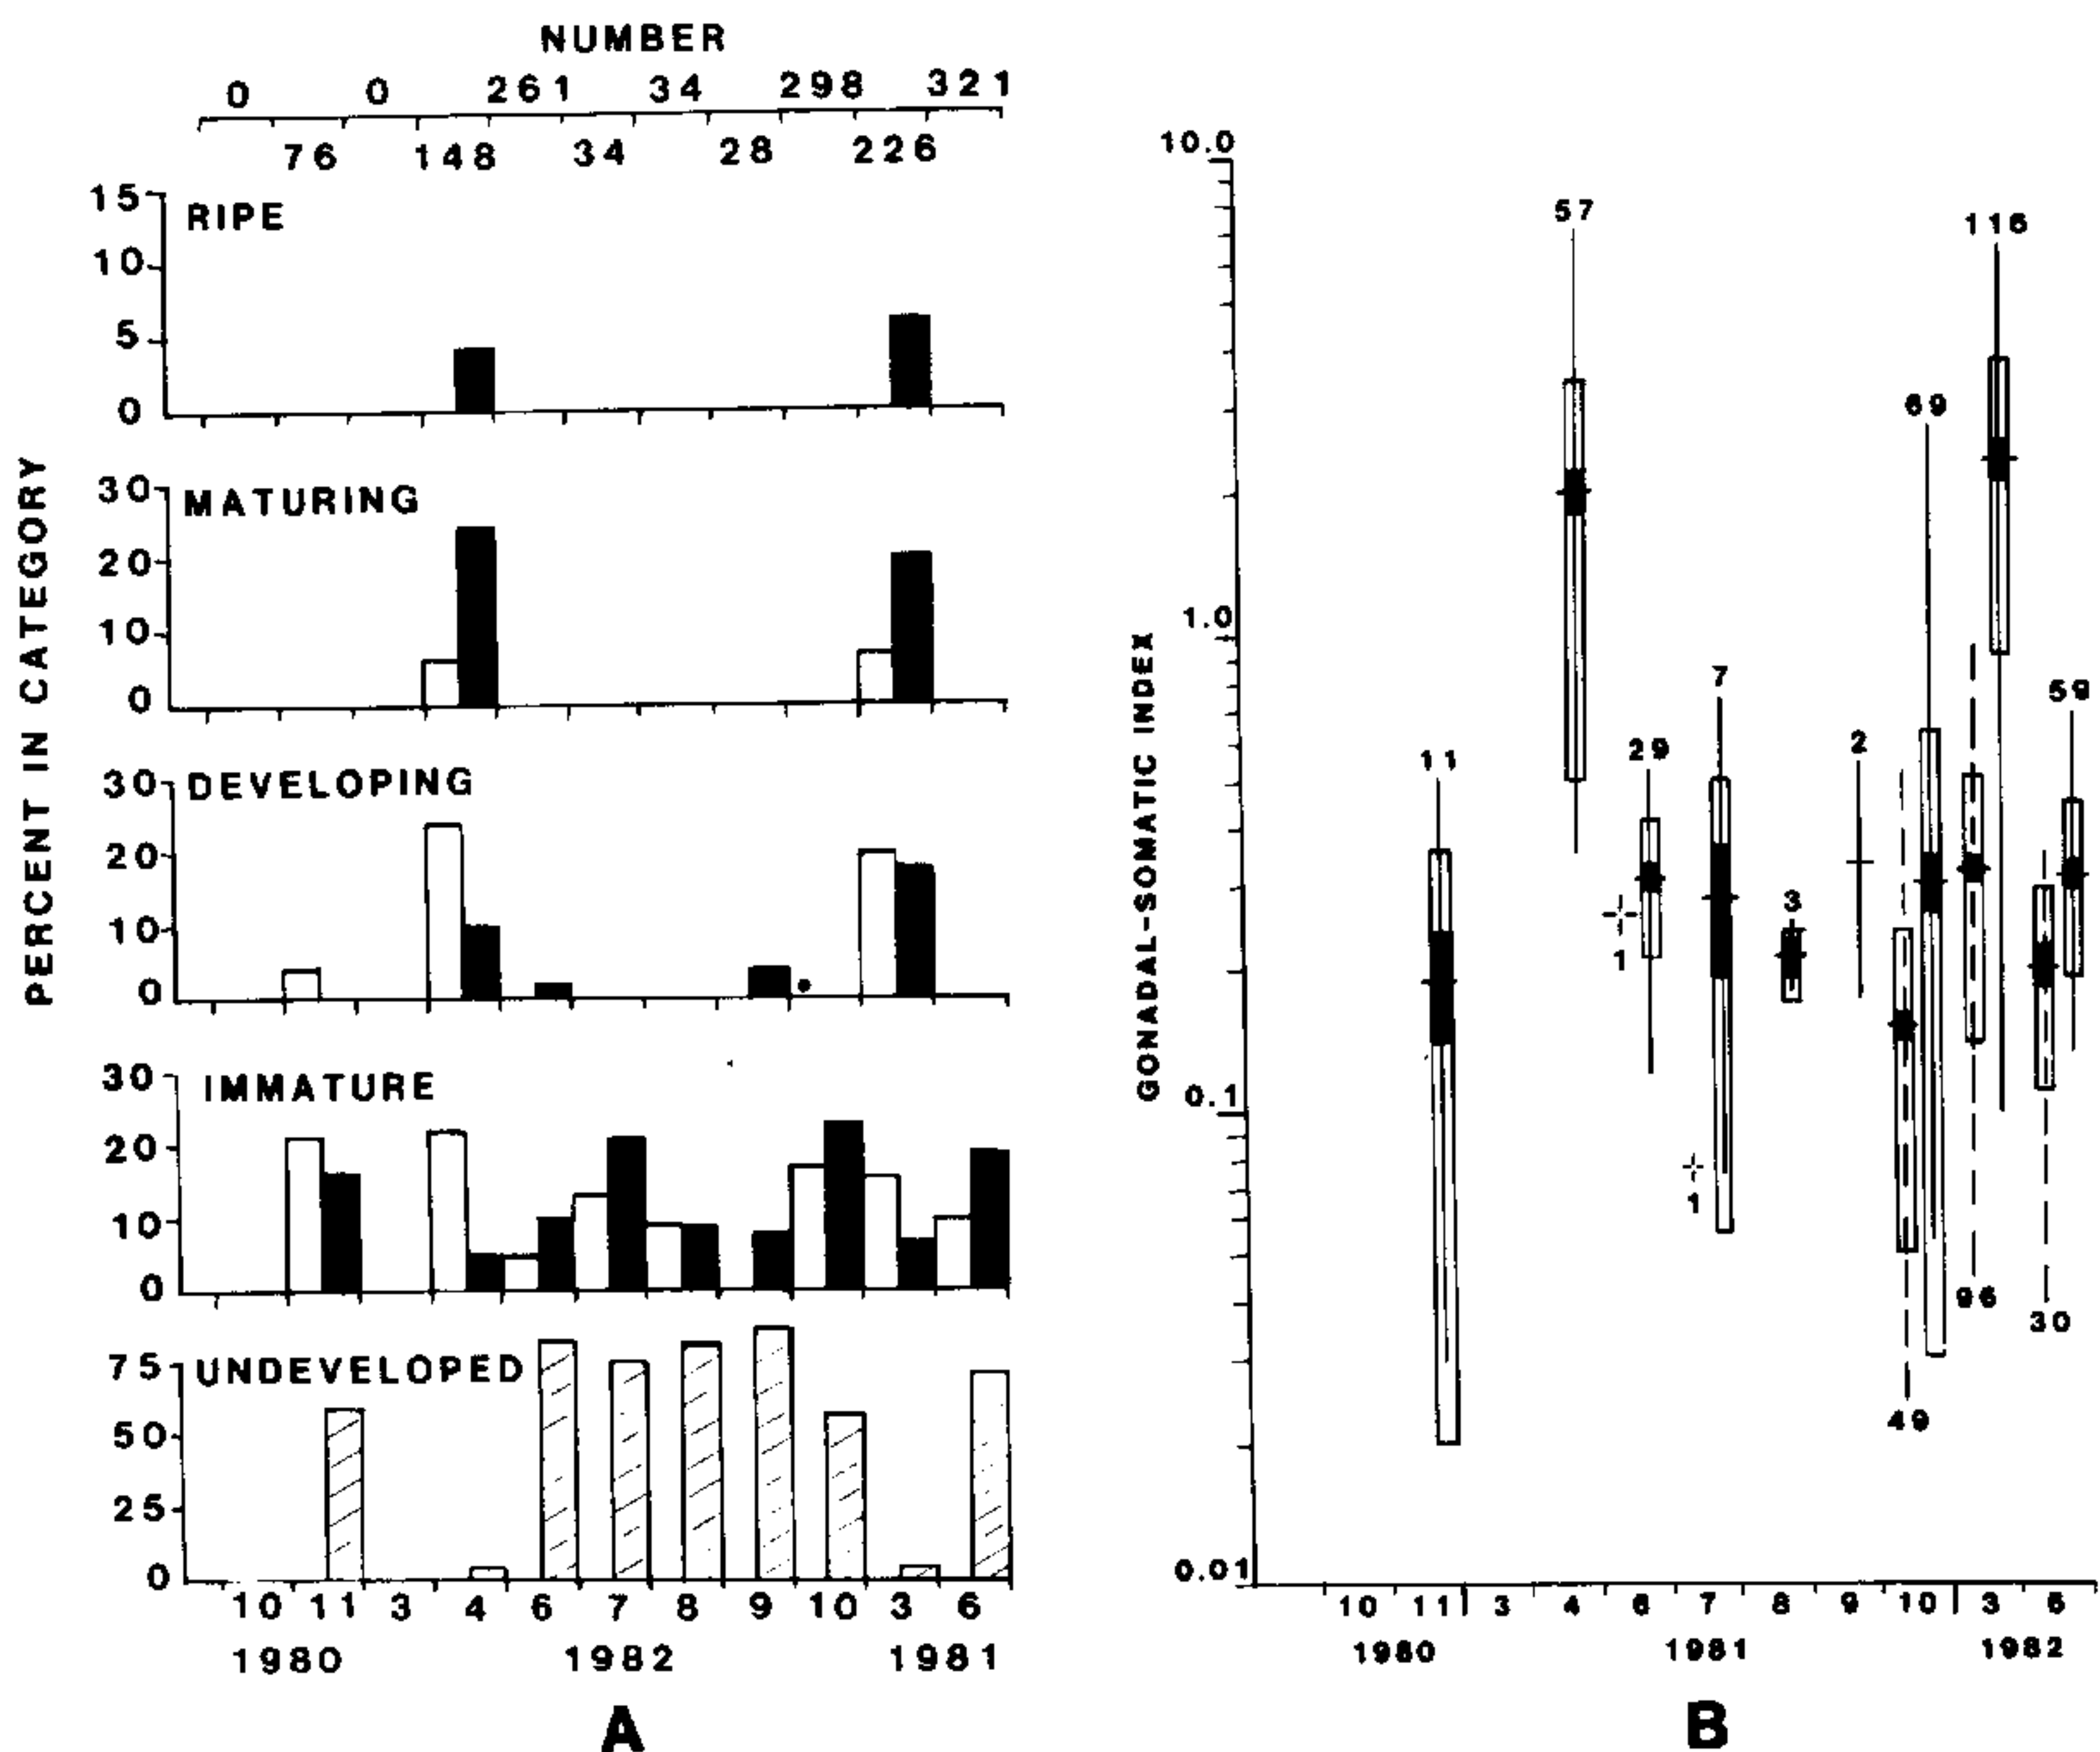 NUMBER
0 0 261 34 298 321
76 148 34 28 226
PERCENT IN CATEGORY
RIPE
15
10
5
0
MATURING
30
20
10
0
DEVELOPING
30
20
10
0
IMMATURE
30
20
10
0
UNDEVELOPED
75
50
25
0
10 11 3 4 6 7 8 9 10 3 6
1980 1982 1981
A
GONADAL-SOMATIC INDEX
10.0
1.0
0.1
0.01
57
116
69
7
59
11
29
2
3
1
1
96
30
49
10 11 3 4 6 7 8 9 10 3 6
1980 1981 1982
B